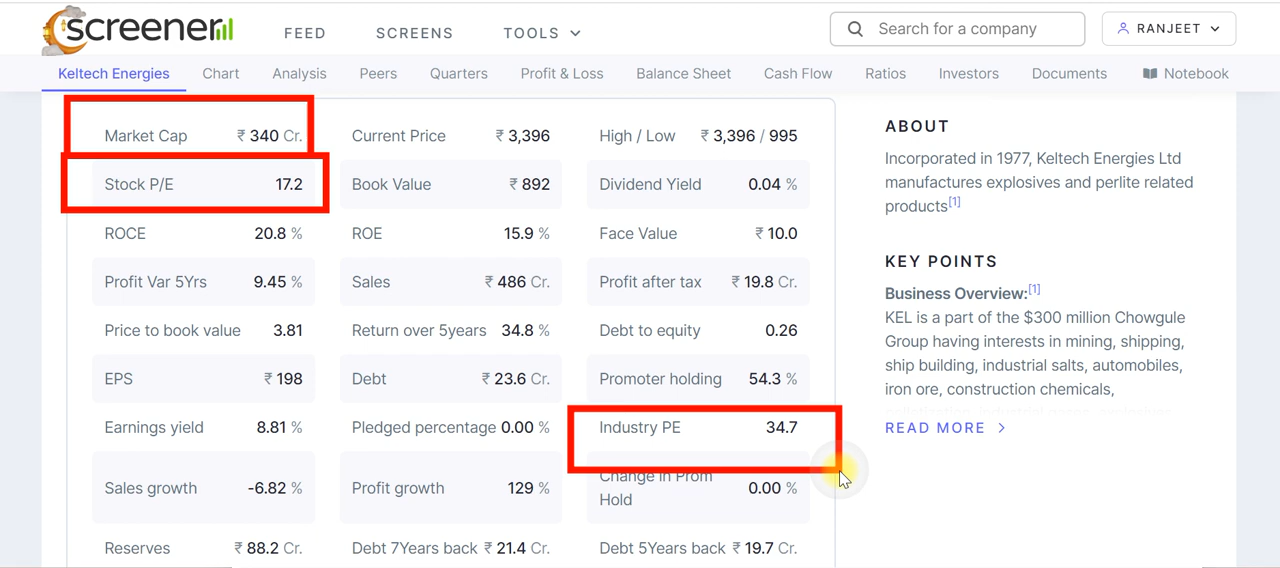 screener
FEED SCREENS TOOLS
Search for a company
RANJEET
Keltech Energies Chart Analysis Peers Quarters Profit & Loss Balance Sheet Cash Flow Ratios Investors Documents Notebook
Market Cap ₹ 340 Cr. Current Price ₹ 3,396 High / Low ₹ 3,396 / 995
Stock P/E 17.2 Book Value ₹ 892 Dividend Yield 0.04 %
ROCE 20.8 % ROE 15.9 % Face Value ₹ 10.0
Profit Var 5Yrs 9.45 % Sales ₹ 486 Cr. Profit after tax ₹ 19.8 Cr.
Price to book value 3.81 Return over 5years 34.8 % Debt to equity 0.26
EPS ₹ 198 Debt ₹ 23.6 Cr. Promoter holding 54.3 %
Earnings yield 8.81 % Pledged percentage 0.00 % Industry PE 34.7
Sales growth -6.82 % Profit growth 129 % Change in Prom Hold 0.00 %
Reserves ₹ 88.2 Cr. Debt 7Years back ₹ 21.4 Cr. Debt 5Years back ₹ 19.7 Cr.
ABOUT
Incorporated in 1977, Keltech Energies Ltd
manufactures explosives and perlite related
products[1]
KEY POINTS
Business Overview:[1]
KEL is a part of the $300 million Chowgule
Group having interests in mining, shipping,
ship building, industrial salts, automobiles,
iron ore, construction chemicals,
READ MORE